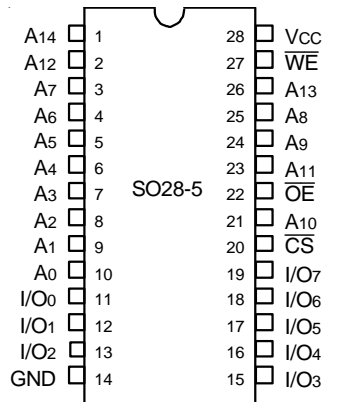 A14 1 28 VCC
A12 2 27 WE
A7 3 26 A13
A6 4 25 A8
A5 5 24 A9
A4 6 23 A11
A3 7 SO28-5 22 OE
A2 8 21 A10
A1 9 20 CS
A0 10 19 I/O7
I/O0 11 18 I/O6
I/O1 12 17 I/O5
I/O2 13 16 I/O4
GND 14 15 I/O3